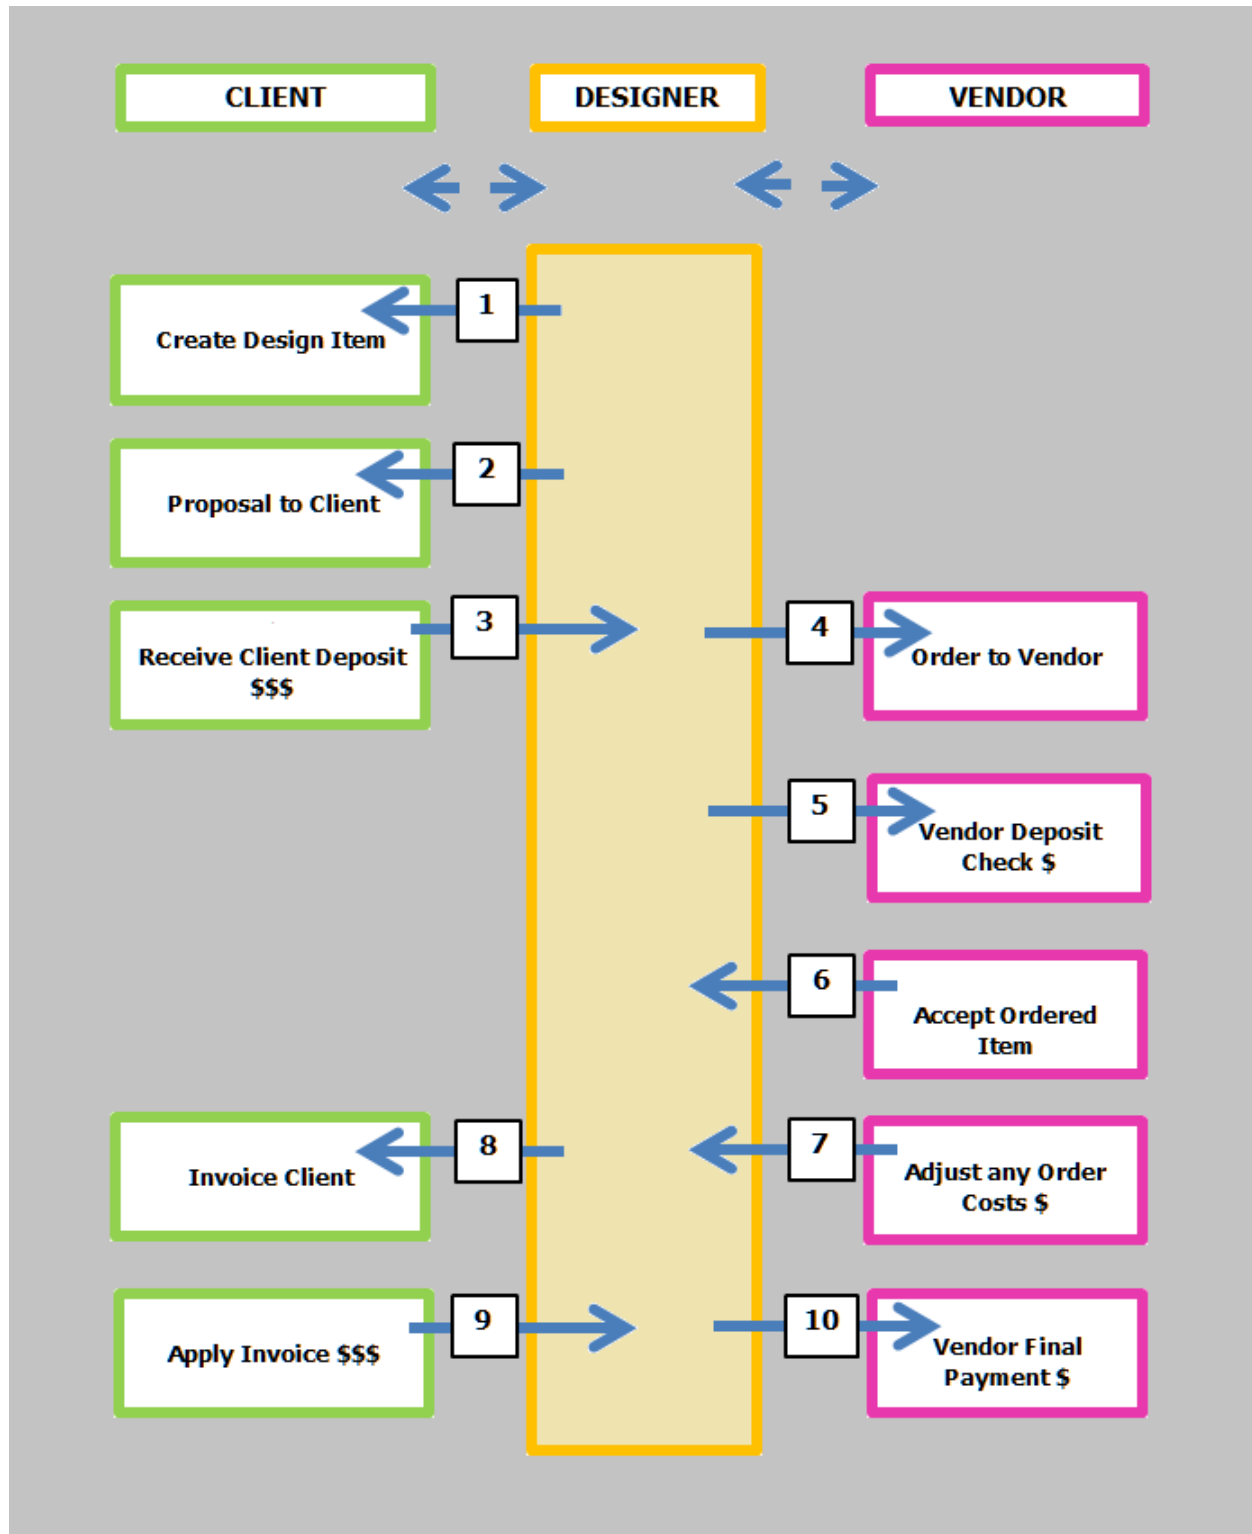 CLIENT
DESIGNER
VENDOR
1
Create Design Item
2
Proposal to Client
3
Receive Client Deposit
$$$
4
Order to Vendor
5
Vendor Deposit
Check $
6
Accept Ordered
Item
7
Adjust any Order
Costs $
8
Invoice Client
9
Apply Invoice $$$
10
Vendor Final
Payment $